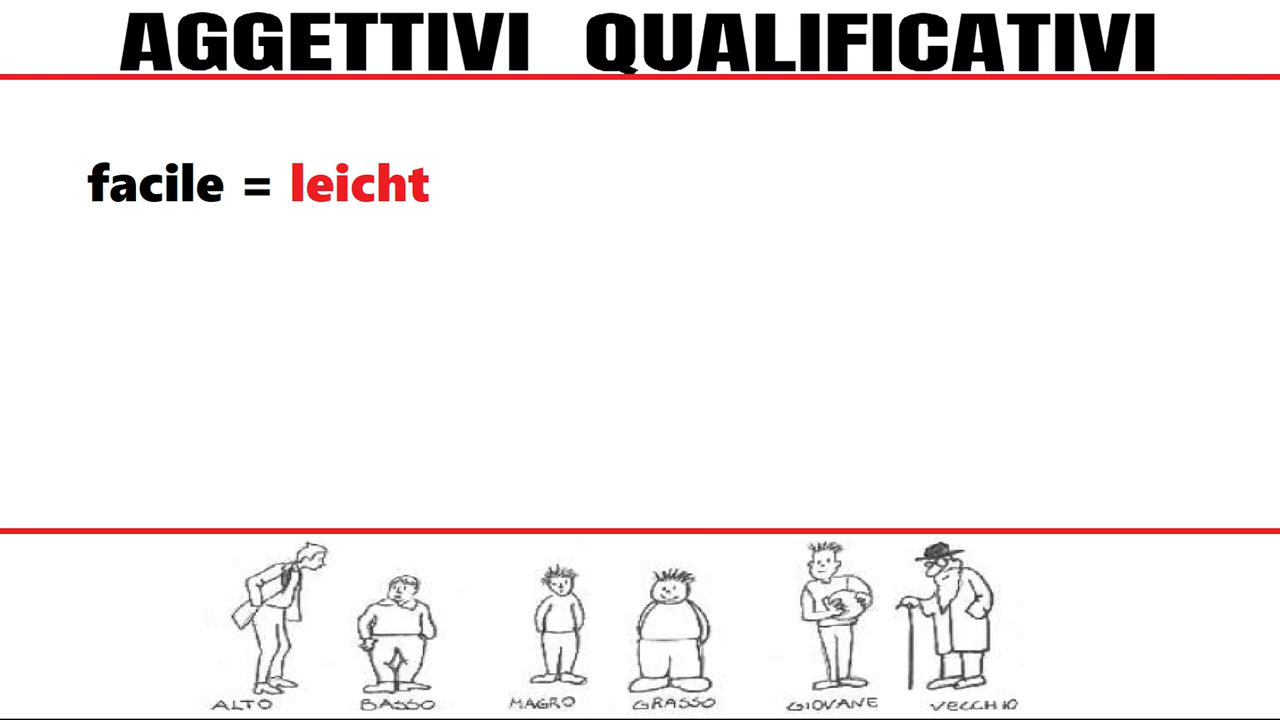 AGGETTIVI QUALIFICATIVI
facile = leicht
ALTO BASSO MAGRO GRASSO GIOVANE VECCHIO